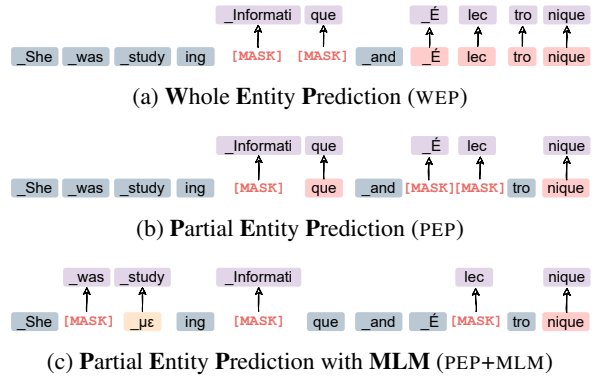 _Informati que _É lec tro nique
_She _was _study ing [MASK] [MASK] _and _É lec tro nique
(a) Whole Entity Prediction (WEP)
_Informati que _É lec nique
_She _was _study ing [MASK] que _and [MASK] [MASK] tro nique
(b) Partial Entity Prediction (PEP)
_was _study _Informati lec nique
_She [MASK] _με ing [MASK] que _and _É [MASK] tro nique
(c) Partial Entity Prediction with MLM (PEP+MLM)